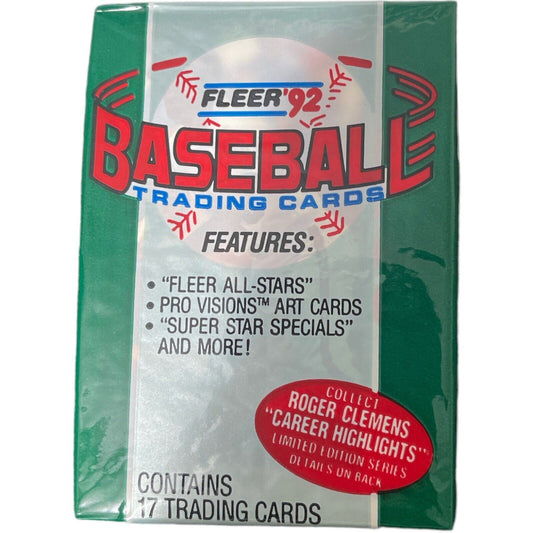 FLEER '92
BASEBALL
TRADING CARDS
FEATURES:
• "FLEER ALL-STARS"
• PRO VISIONS™ ART CARDS
• "SUPER STAR SPECIALS"
AND MORE!
COLLECT
ROGER CLEMENS
"CAREER HIGHLIGHTS"
LIMITED EDITION SERIES
DETAILS ON BACK
CONTAINS
17 TRADING CARDS